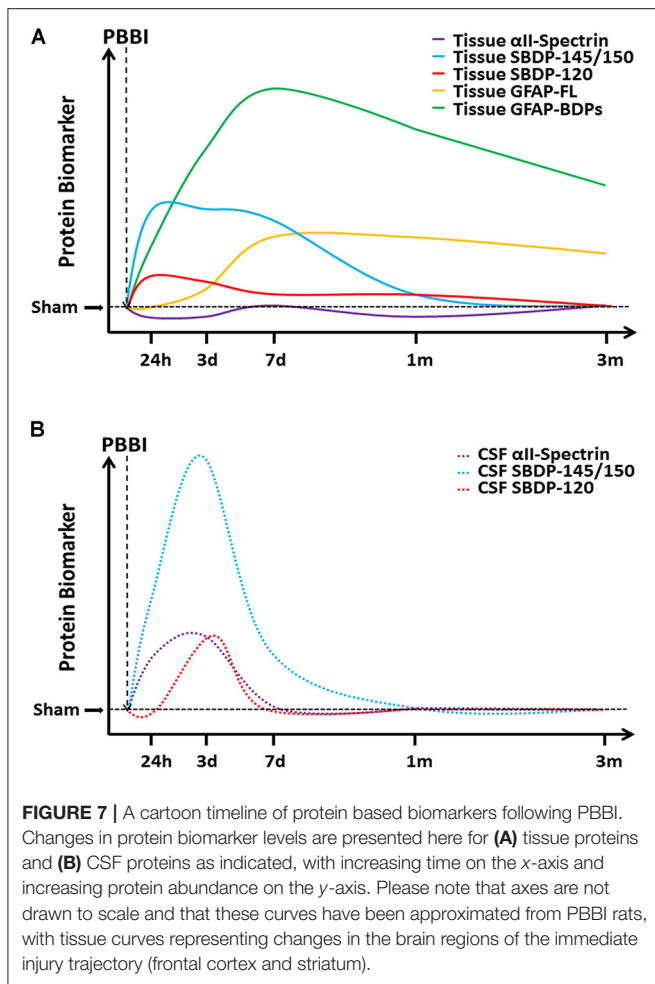 A
PBBI
Tissue αII-Spectrin
Tissue SBDP-145/150
Tissue SBDP-120
Tissue GFAP-FL
Tissue GFAP-BDPs
Protein Biomarker
Sham
24h 3d 7d 1m 3m
B
PBBI
CSF αII-Spectrin
CSF SBDP-145/150
CSF SBDP-120
Protein Biomarker
Sham
24h 3d 7d 1m 3m
FIGURE 7 | A cartoon timeline of protein based biomarkers following PBBI.
Changes in protein biomarker levels are presented here for (A) tissue proteins
and (B) CSF proteins as indicated, with increasing time on the x-axis and
increasing protein abundance on the y-axis. Please note that axes are not
drawn to scale and that these curves have been approximated from PBBI rats,
with tissue curves representing changes in the brain regions of the immediate
injury trajectory (frontal cortex and striatum).